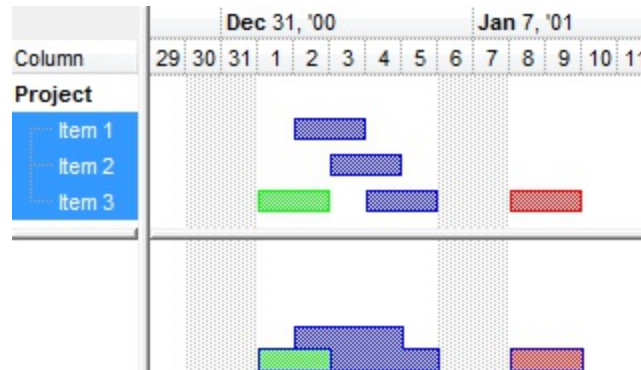 Dec 31, '00 Jan 7, '01
Column 29 30 31 1 2 3 4 5 6 7 8 9 10 11
Project
Item 1
Item 2
Item 3